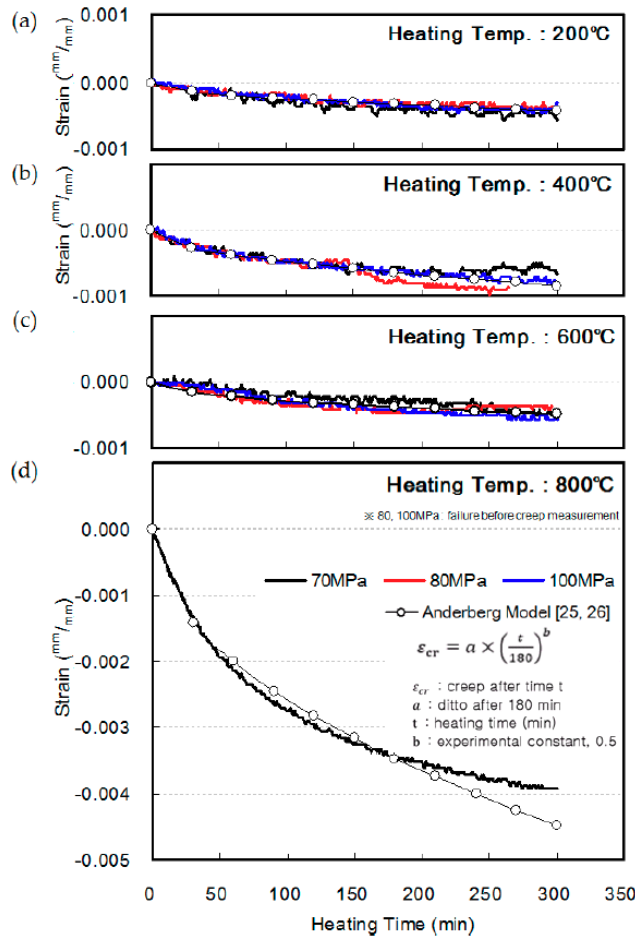 (a)
0.001
0.000
-0.001
Strain (mm/mm)
Heating Temp. : 200℃
(b)
0.000
-0.001
Strain (mm/mm)
Heating Temp. : 400℃
(c)
0.000
-0.001
Strain (mm/mm)
Heating Temp. : 600℃
(d)
0.000
-0.001
-0.002
-0.003
-0.004
-0.005
Strain (mm/mm)
Heating Temp. : 800℃
※ 80, 100MPa : failure before creep measurement
70MPa 80MPa 100MPa
Anderberg Model [25, 26]
εcr = a × (t/180)^b
εcr : creep after time t
a : ditto after 180 min
t : heating time (min)
b : experimental constant, 0.5
0 50 100 150 200 250 300 350
Heating Time (min)